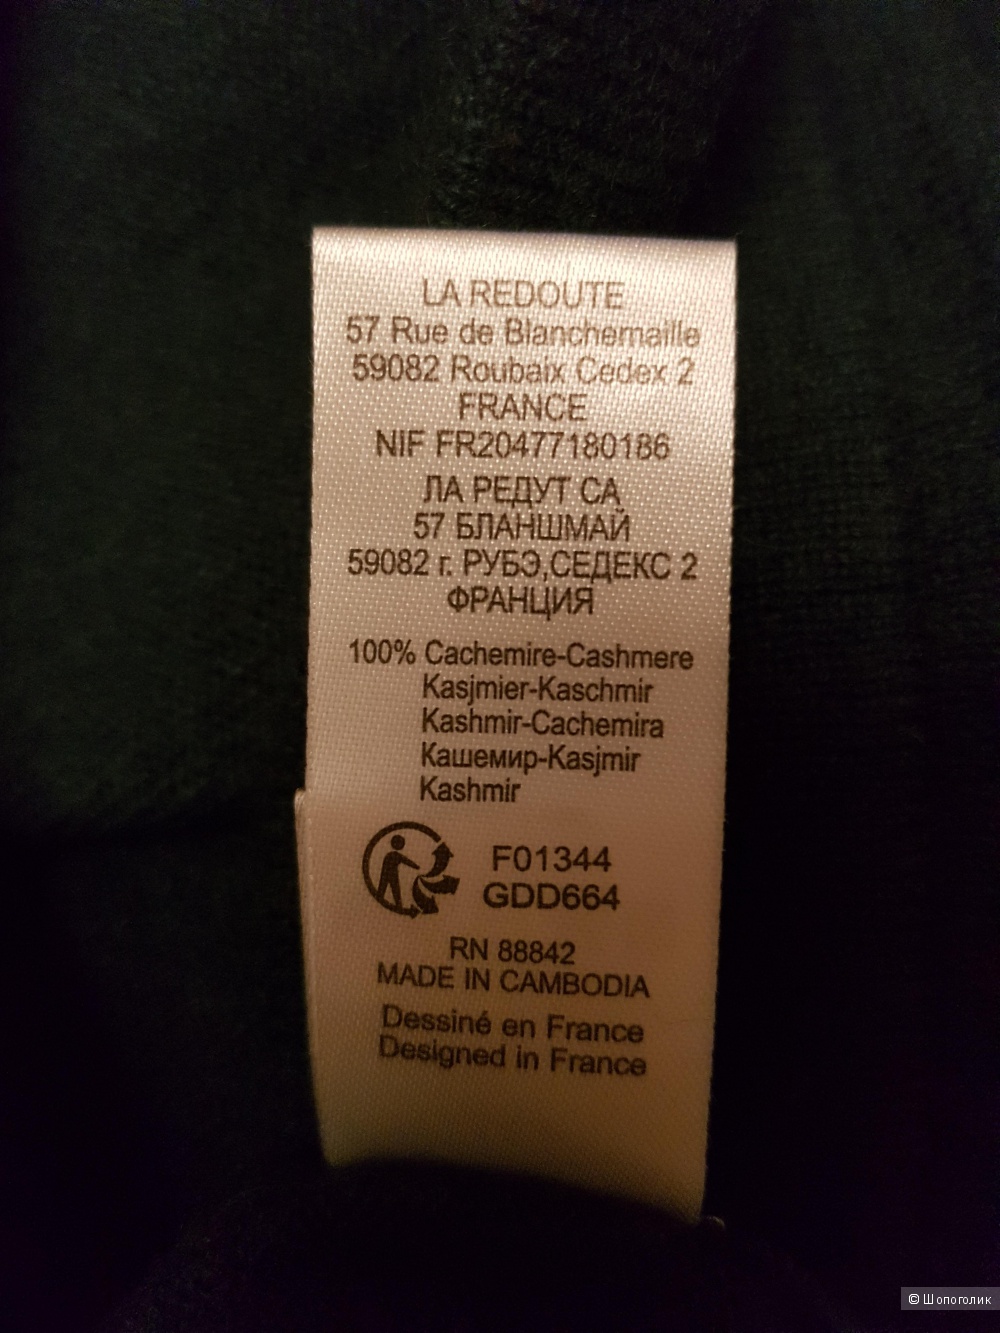 LA REDOUTE
57 Rue de Blanchemaille
59082 Roubaix Cedex 2
FRANCE
NIF FR20477180186
ЛА РЕДУТ СА
57 БЛАНШМАЙ
59082 г. РУБЭ,СЕДЕКС 2
ФРАНЦИЯ
100% Cachemire-Cashmere
Kasjmier-Kaschmir
Kashmir-Cachemira
Кашемир-Kasjmir
Kashmir
F01344
GDD664
RN 88842
MADE IN CAMBODIA
Dessiné en France
Designed in France
© Шопоголик